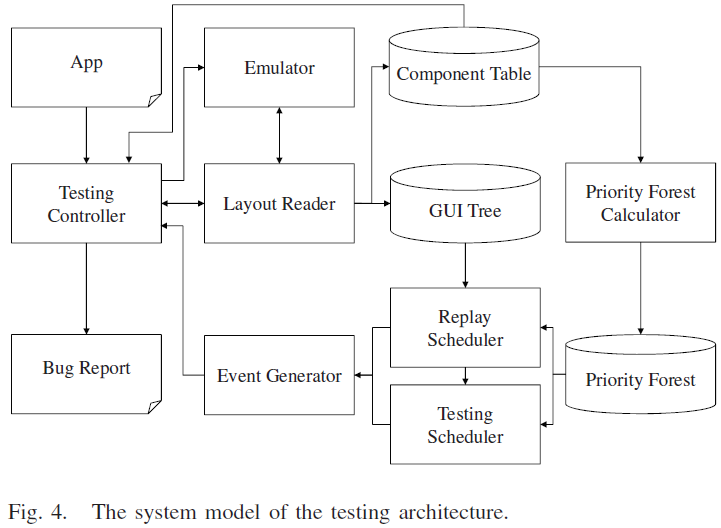 App
Emulator
Component Table
Testing
Controller
Layout Reader
GUI Tree
Priority Forest
Calculator
Replay
Scheduler
Bug Report
Event Generator
Priority Forest
Testing
Scheduler
Fig. 4. The system model of the testing architecture.